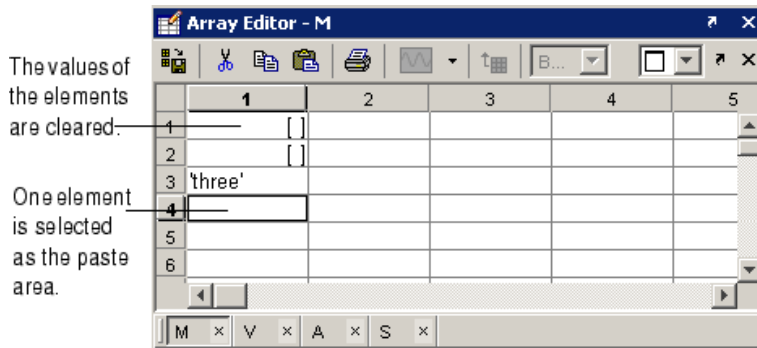 Array Editor - M
B...
The values of
the elements
are cleared.
1 2 3 4 5
1 [ ]
2 [ ]
3 'three'
4
5
6
One element
is selected
as the paste
area.
M × V × A × S ×